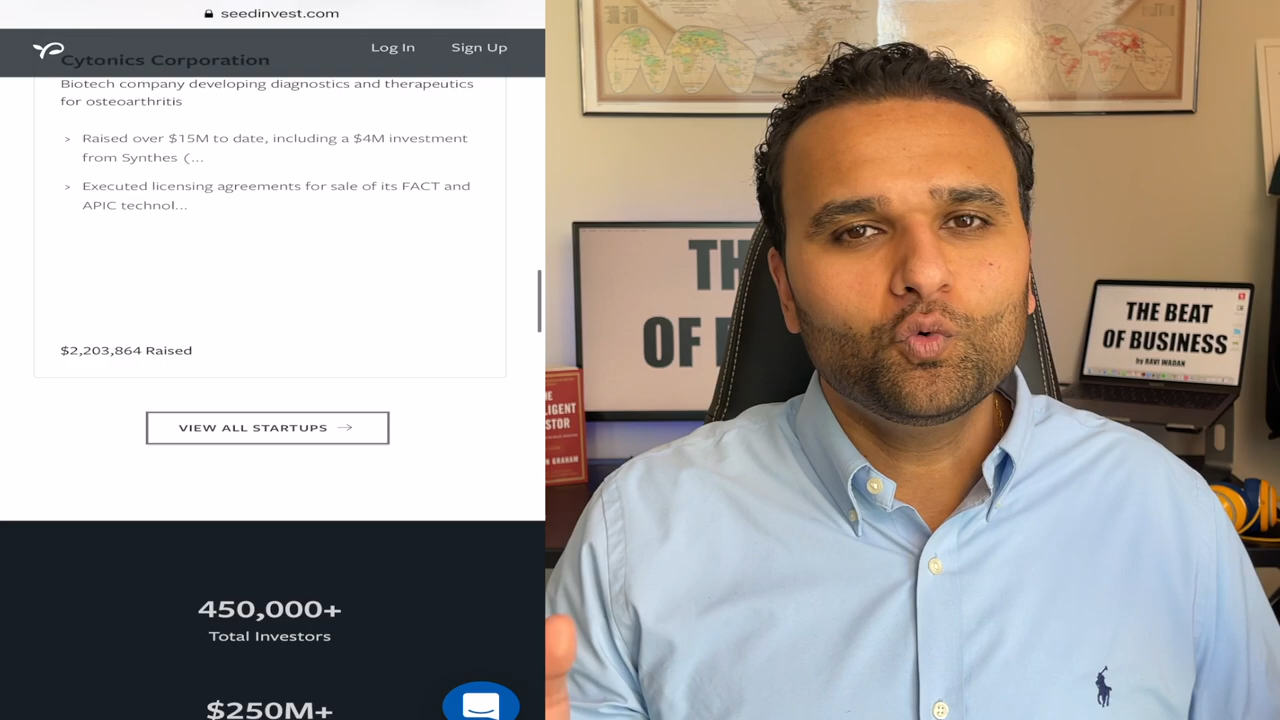 seedinvest.com
Log In
Sign Up
Cytonics Corporation
Biotech company developing diagnostics and therapeutics
for osteoarthritis
> Raised over $15M to date, including a $4M investment
from Synthes (...
> Executed licensing agreements for sale of its FACT and
APIC technol...
$2,203,864 Raised
VIEW ALL STARTUPS →
450,000+
Total Investors
$250M+
TH
OF
THE BEAT
OF BUSINESS
by RAVI WADAN